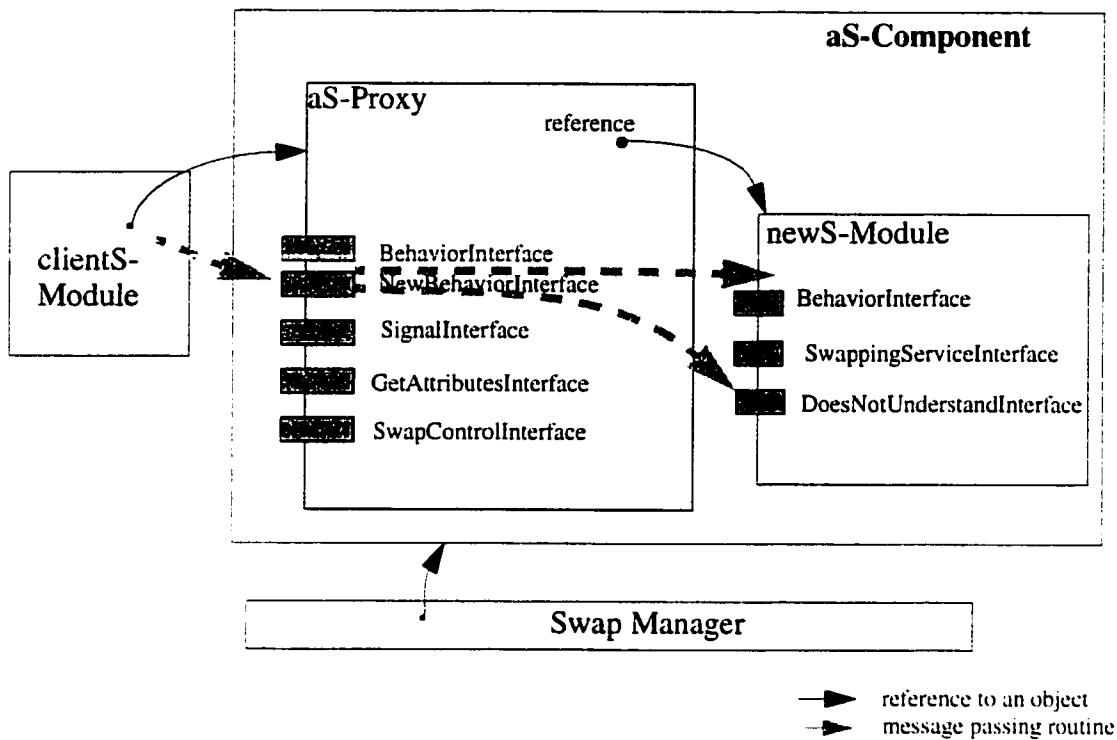 aS-Component
aS-Proxy
reference
clientS-
Module
newS-Module
BehaviorInterface
NewBehaviorInterface
SignalInterface
GetAttributesInterface
SwapControlInterface
BehaviorInterface
SwappingServiceInterface
DoesNotUnderstandInterface
Swap Manager
reference to an object
message passing routine